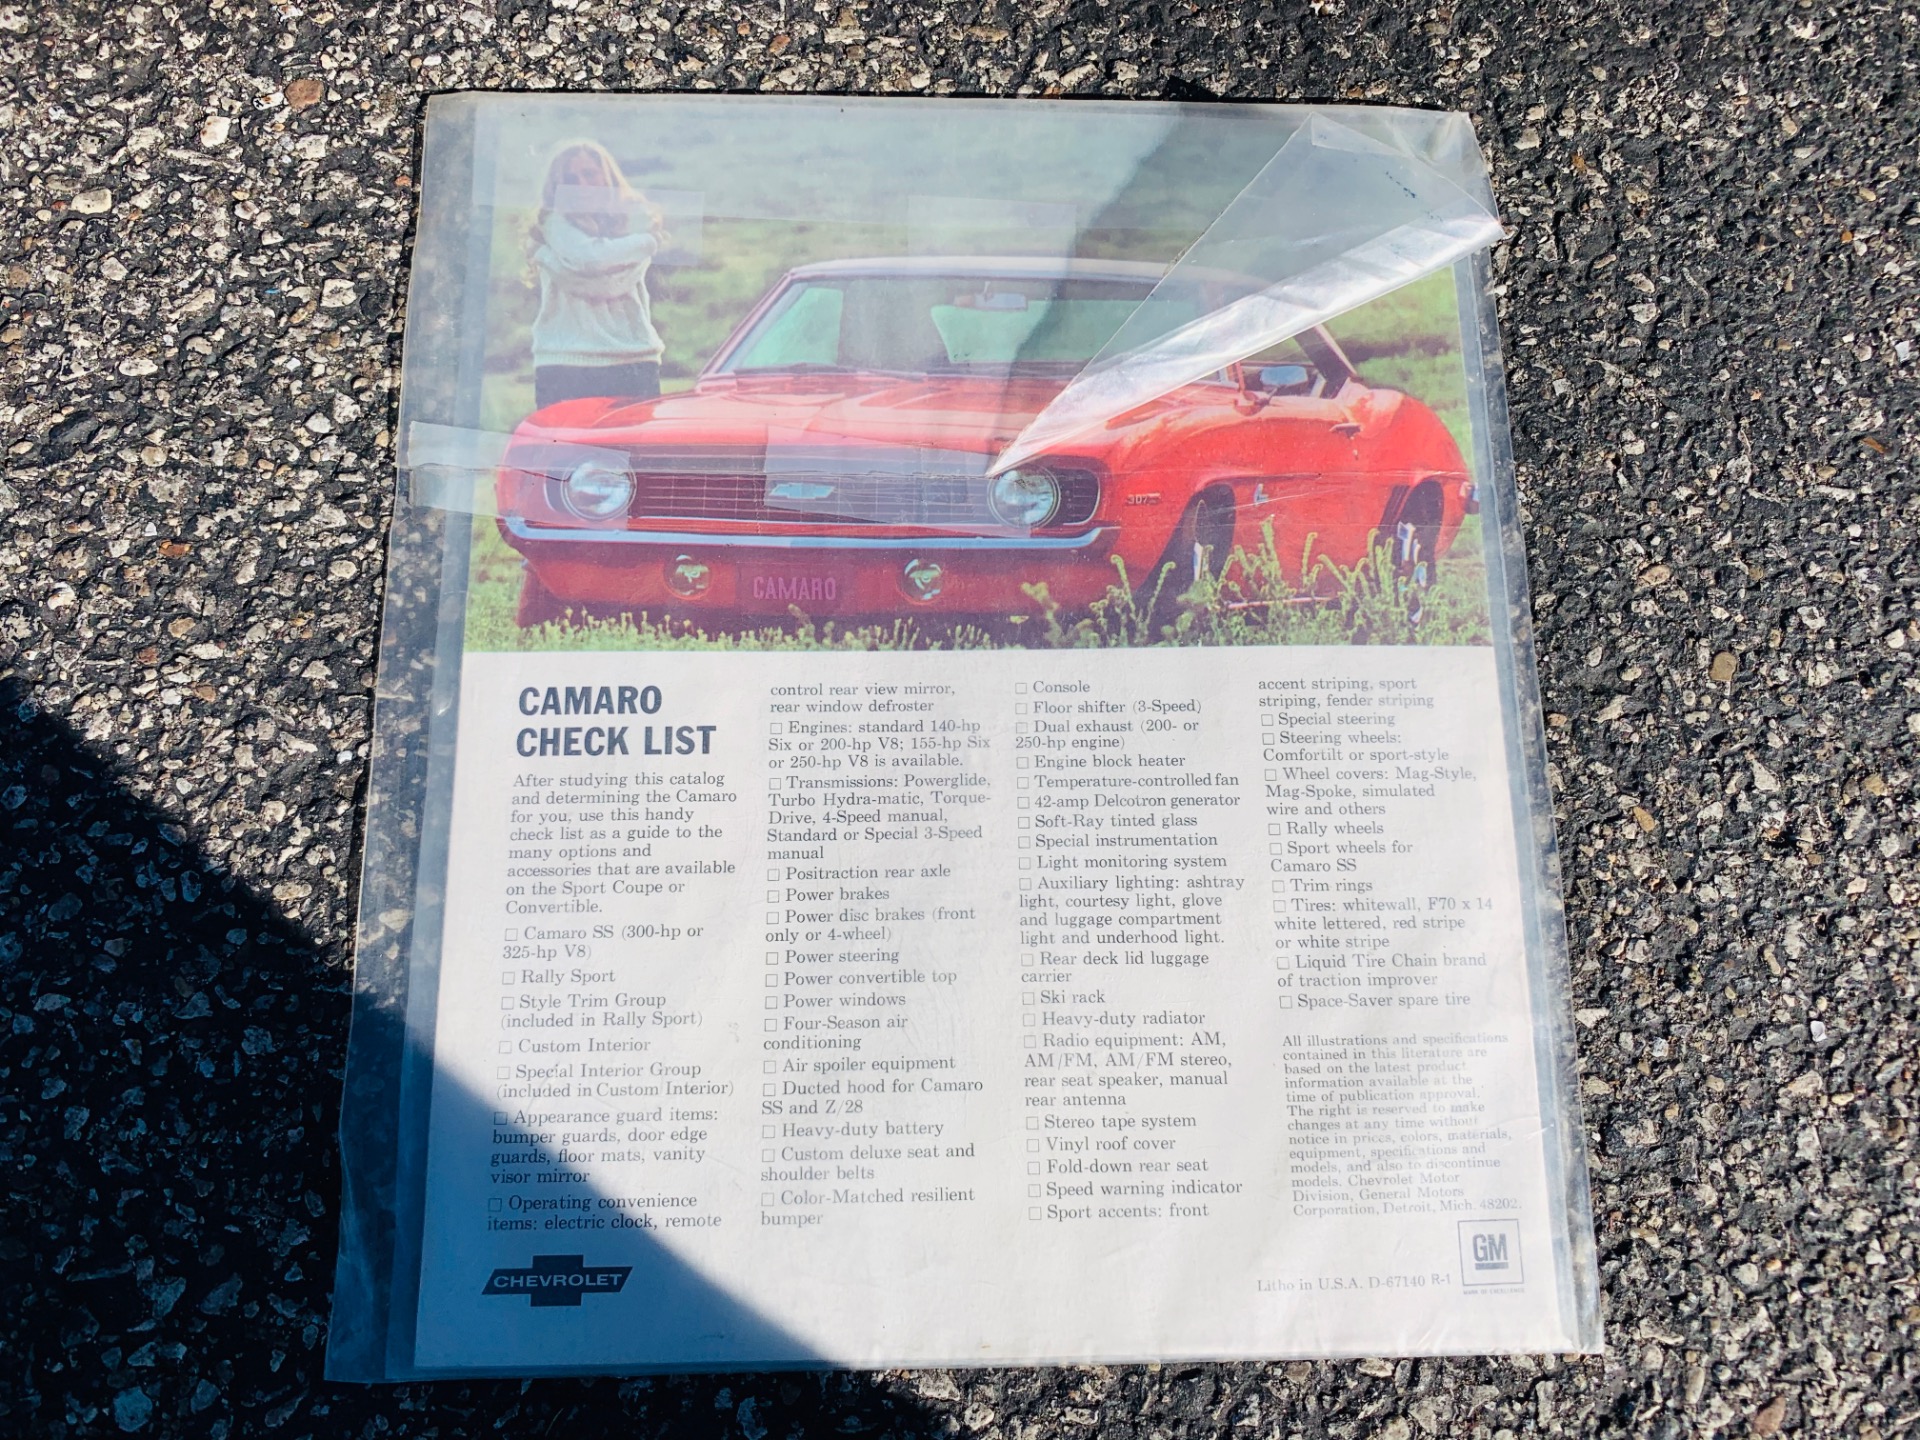 307
CAMARO
CAMARO
CHECK LIST
After studying this catalog
and determining the Camaro
for you, use this handy
check list as a guide to the
many options and
accessories that are available
on the Sport Coupe or
Convertible.
☐ Camaro SS (300-hp or
325-hp V8)
☐ Rally Sport
☐ Style Trim Group
(included in Rally Sport)
☐ Custom Interior
☐ Special Interior Group
(included in Custom Interior)
☐ Appearance guard items:
bumper guards, door edge
guards, floor mats, vanity
visor mirror
☐ Operating convenience
items: electric clock, remote
control rear view mirror,
rear window defroster
☐ Engines: standard 140-hp
Six or 200-hp V8; 155-hp Six
or 250-hp V8 is available.
☐ Transmissions: Powerglide,
Turbo Hydra-matic, Torque-
Drive, 4-Speed manual,
Standard or Special 3-Speed
manual
☐ Positraction rear axle
☐ Power brakes
☐ Power disc brakes (front
only or 4-wheel)
☐ Power steering
☐ Power convertible top
☐ Power windows
☐ Four-Season air
conditioning
☐ Air spoiler equipment
☐ Ducted hood for Camaro
SS and Z/28
☐ Heavy-duty battery
☐ Custom deluxe seat and
shoulder belts
☐ Color-Matched resilient
bumper
☐ Console
☐ Floor shifter (3-Speed)
☐ Dual exhaust (200- or
250-hp engine)
☐ Engine block heater
☐ Temperature-controlled fan
☐ 42-amp Delcotron generator
☐ Soft-Ray tinted glass
☐ Special instrumentation
☐ Light monitoring system
☐ Auxiliary lighting: ashtray
light, courtesy light, glove
and luggage compartment
light and underhood light.
☐ Rear deck lid luggage
carrier
☐ Ski rack
☐ Heavy-duty radiator
☐ Radio equipment: AM,
AM/FM, AM/FM stereo,
rear seat speaker, manual
rear antenna
☐ Stereo tape system
☐ Vinyl roof cover
☐ Fold-down rear seat
☐ Speed warning indicator
☐ Sport accents: front
accent striping, sport
striping, fender striping
☐ Special steering
☐ Steering wheels:
Comfortilt or sport-style
☐ Wheel covers: Mag-Style,
Mag-Spoke, simulated
wire and others
☐ Rally wheels
☐ Sport wheels for
Camaro SS
☐ Trim rings
☐ Tires: whitewall, F70 x 14
white lettered, red stripe
or white stripe
☐ Liquid Tire Chain brand
of traction improver
☐ Space-Saver spare tire
All illustrations and specifications
contained in this literature are
based on the latest product
information available at the
time of publication approval.
The right is reserved to make
changes at any time without
notice in prices, colors, materials,
equipment, specifications and
models, and also to discontinue
models. Chevrolet Motor
Division, General Motors
Corporation, Detroit, Mich. 48202.
CHEVROLET
Litho in U.S.A. D-67140 R-1
GM
MARK OF EXCELLENCE